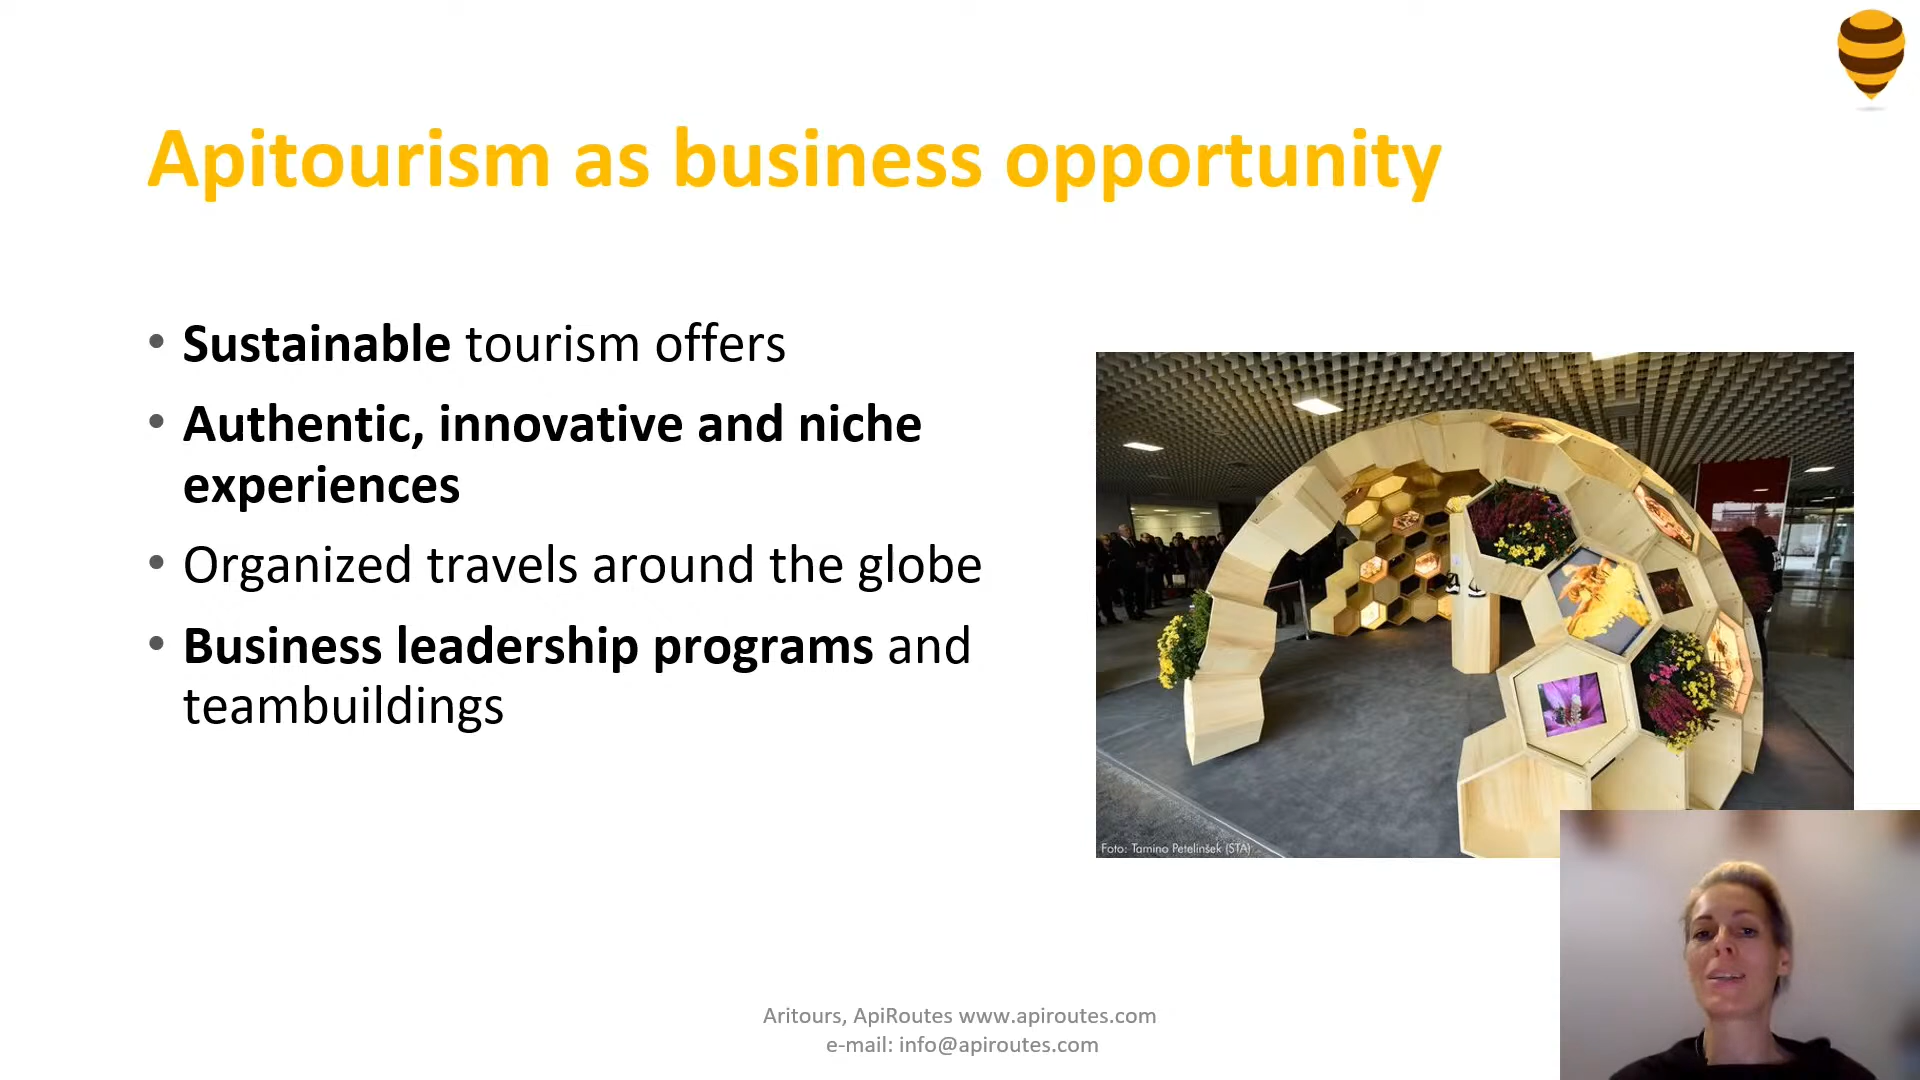 Apitourism as business opportunity
• Sustainable tourism offers
• Authentic, innovative and niche
experiences
• Organized travels around the globe
• Business leadership programs and
teambuildings
Foto: Tamino Petelinšek (STA)
Aritours, ApiRoutes www.apiroutes.com
e-mail: info@apiroutes.com